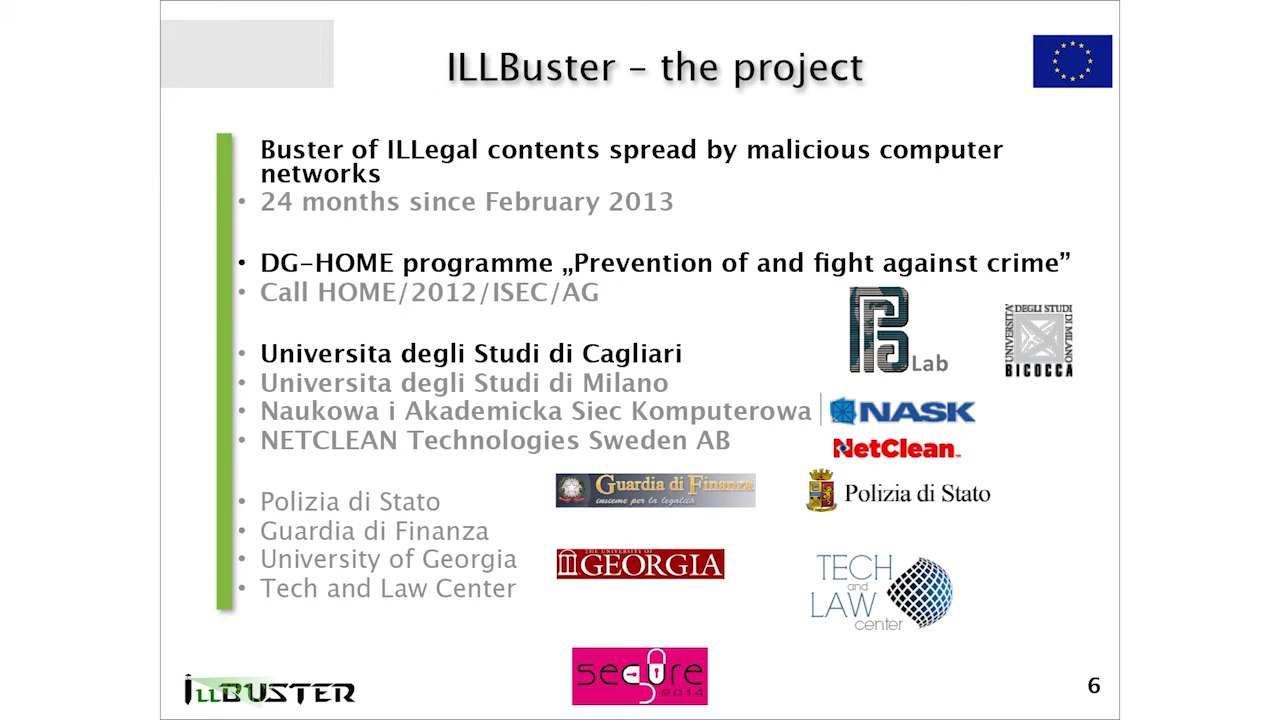 ILLBuster – the project
Buster of ILLegal contents spread by malicious computer
networks
• 24 months since February 2013
• DG-HOME programme „Prevention of and fight against crime”
• Call HOME/2012/ISEC/AG
• Universita degli Studi di Cagliari
• Universita degli Studi di Milano
• Naukowa i Akademicka Siec Komputerowa
• NETCLEAN Technologies Sweden AB
• Polizia di Stato
• Guardia di Finanza
• University of Georgia
• Tech and Law Center
Lab
UNIVERSITÀ DEGLI STUDI DI MILANO
BICOCCA
NASK
NetClean
Guardia di Finanza
insieme per la legalità
Polizia di Stato
THE UNIVERSITY OF
GEORGIA
TECH
and
LAW
center
secure
2014
ILLBUSTER
6